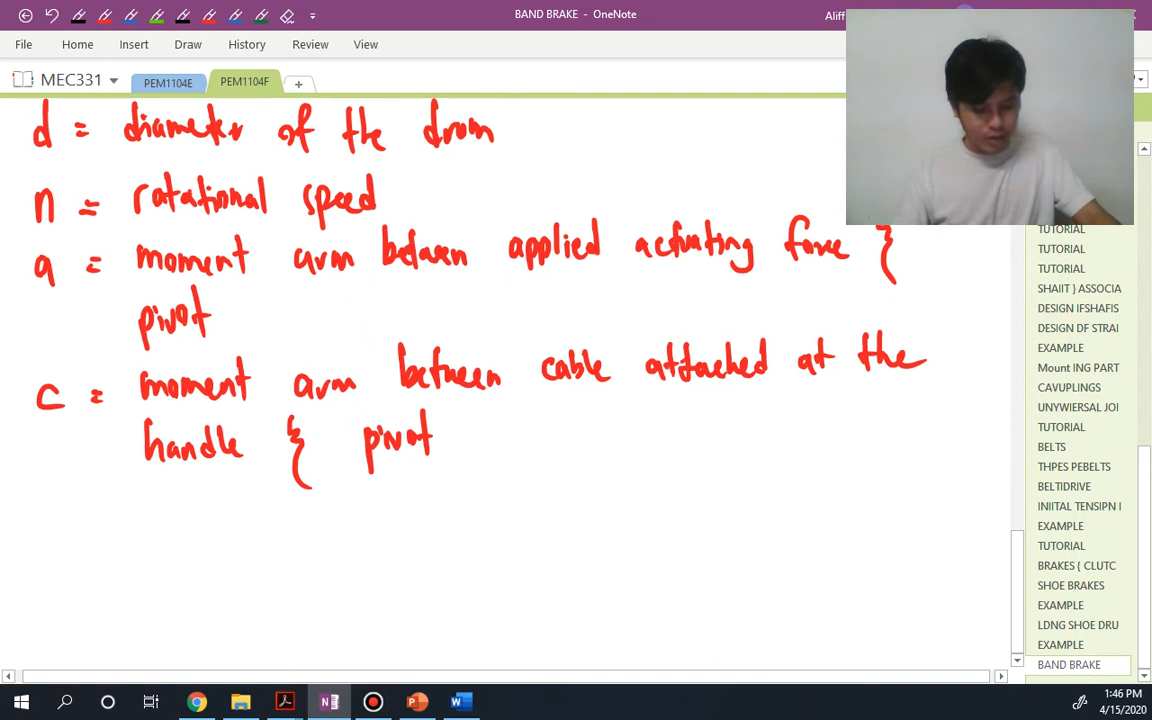 BAND BRAKE - OneNote
Aliff
File Home Insert Draw History Review View
MEC331
PEM1104E
PEM1104F
d = diameter of the drum
n = rotational speed
a = moment arm between applied actuating force {
pivot
c = moment arm between cable attached at the
handle { pivot
TUTORIAL
TUTORIAL
TUTORIAL
SHAIIT } ASSOCIA
DESIGN IFSHAFIS
DESIGN DF STRAI
EXAMPLE
Mount ING PART
CAVUPLINGS
UNYWIERSAL JOI
TUTORIAL
BELTS
THPES PEBELTS
BELTIDRIVE
INIITAL TENSIPN I
EXAMPLE
TUTORIAL
BRAKES { CLUTC
SHOE BRAKES
EXAMPLE
LDNG SHOE DRU
EXAMPLE
BAND BRAKE
1:46 PM
4/15/2020